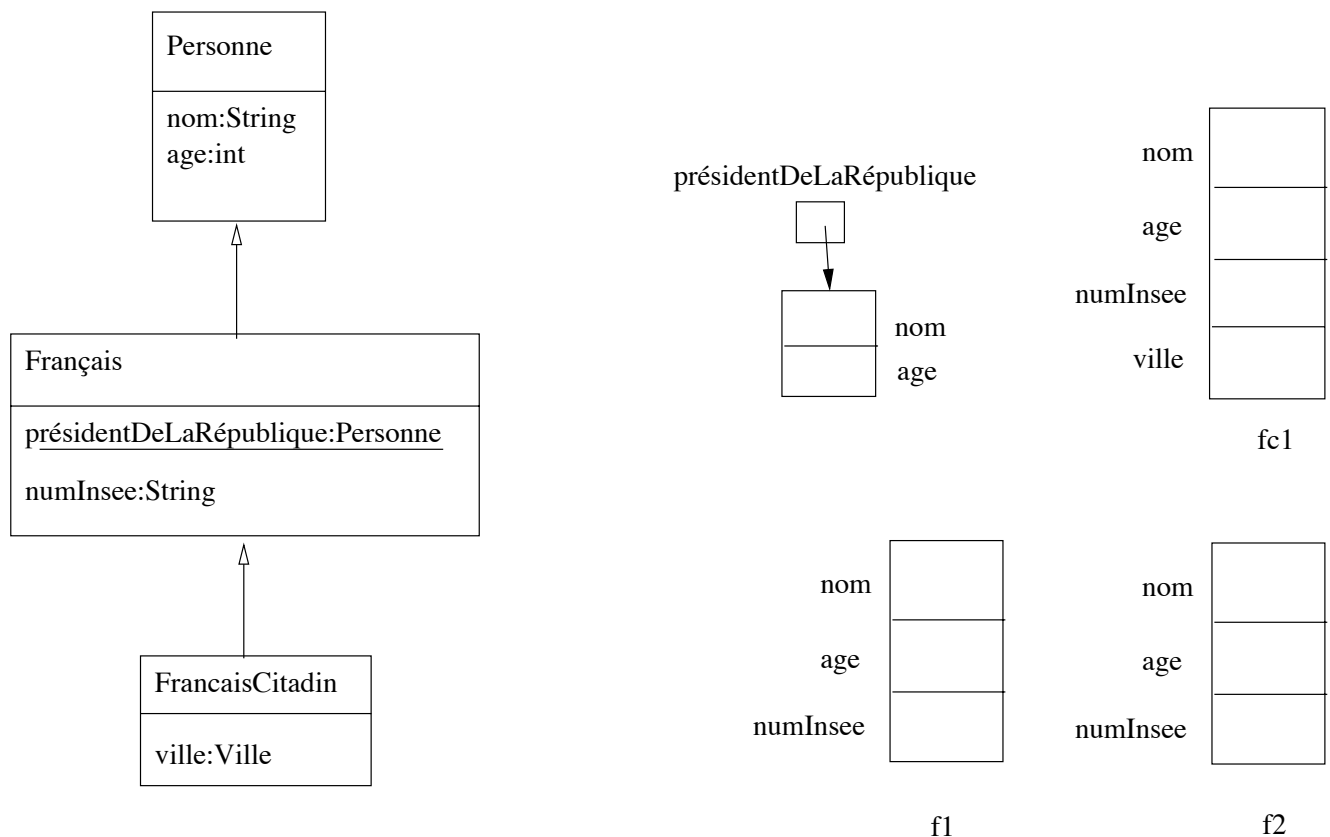 Personne
nom:String
age:int
Français
présidentDeLaRépublique:Personne
numInsee:String
FrancaisCitadin
ville:Ville
présidentDeLaRépublique
nom
age
nom
age
numInsee
ville
fc1
nom
age
numInsee
f1
nom
age
numInsee
f2